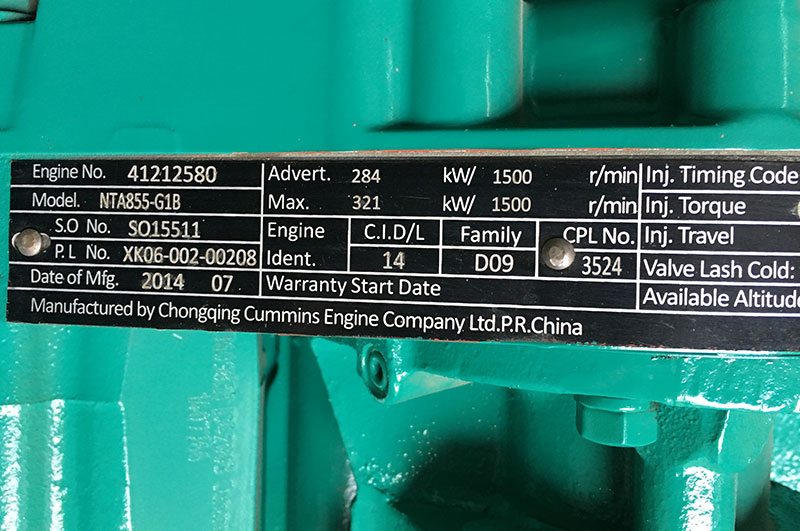 Engine No. 41212580 Advert. 284 kW/ 1500 r/min Inj. Timing Code
Model. NTA855-G1B Max. 321 kW/ 1500 r/min Inj. Torque
S.O No. SO15511 Engine C.I.D/L Family CPL No. Inj. Travel
P.L No. XK06-002-00208 Ident. 14 D09 3524 Valve Lash Cold:
Date of Mfg. 2014 07 Warranty Start Date Available Altitude
Manufactured by Chongqing Cummins Engine Company Ltd.P.R.China